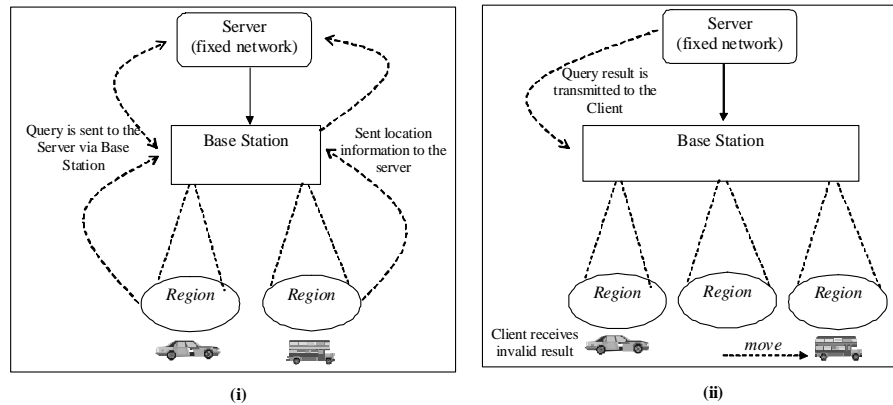 Server
(fixed network)
Query is sent to the
Server via Base
Station
Base Station
Sent location
information to the
server
Region
Region
(i)
Server
(fixed network)
Query result is
transmitted to the
Client
Base Station
Region
Region
Region
Client receives
invalid result
move
(ii)